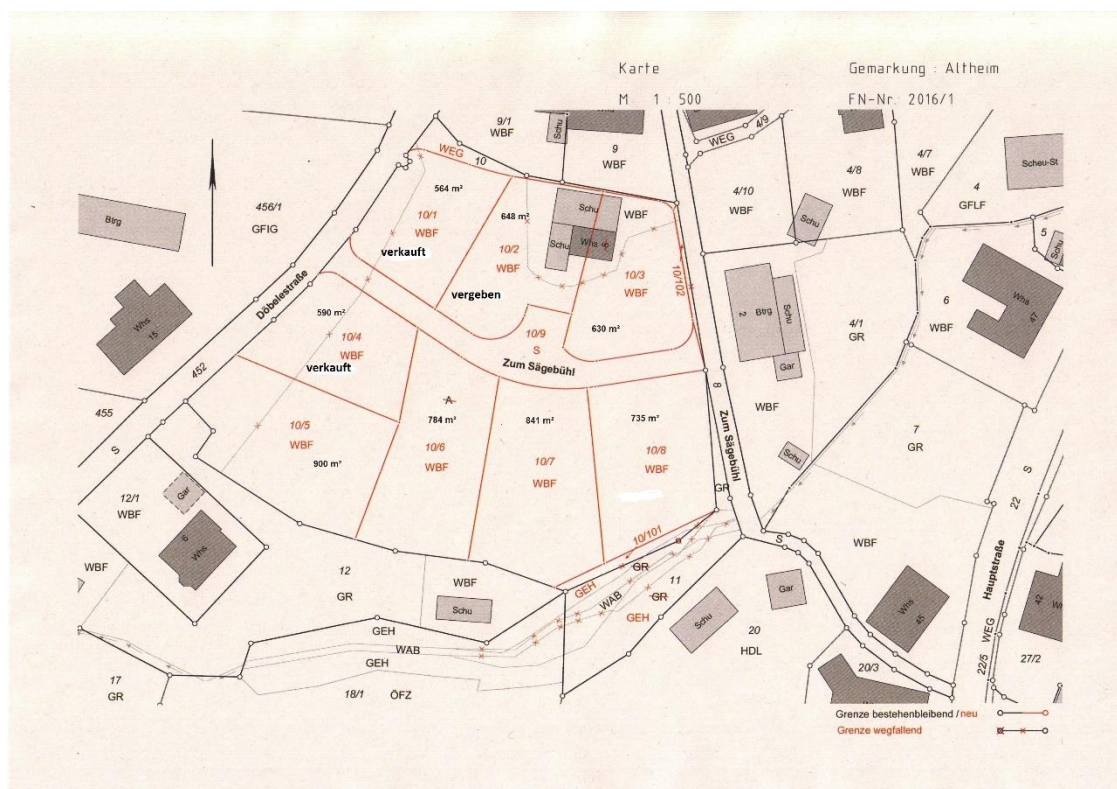 Karte
Gemarkung : Altheim
M 1 : 500
FN-Nr. 2016/1
9/1
WBF
Schu
9
WBF
WEG
4/9
4/8
WBF
4/7
WBF
4
GFLF
Scheu-St
WEG
10
4/10
WBF
Schu
5
Schu
Btrg
456/1
GFIG
564 m²
10/1
WBF
verkauft
648 m²
10/2
WBF
vergeben
Schu
Schu
Whs
WBF
10/3
WBF
630 m²
10/102
6
WBF
Whs
47
Döbelestraße
590 m²
10/4
WBF
verkauft
10/9
S
Zum Sägebühl
2
Btrg
Schu
Gar
4/1
GR
Whs
15
452
455
S
8
Zum Sägebühl
WBF
7
GR
10/5
WBF
900 m²
A
784 m²
10/6
WBF
841 m²
10/7
WBF
735 m²
10/8
WBF
Schu
12/1
WBF
Gar
6
Whs
GR
S
WBF
22
S
Hauptstraße
10/101
WBF
12
GR
WBF
Schu
GEH
GR
WAB
11
GR
GEH
Schu
Gar
20
HDL
Whs
45
42
WEG
22/5
27/2
20/3
GEH
WAB
GEH
17
GR
18/1
ÖFZ
Grenze bestehenbleibend / neu
Grenze wegfallend